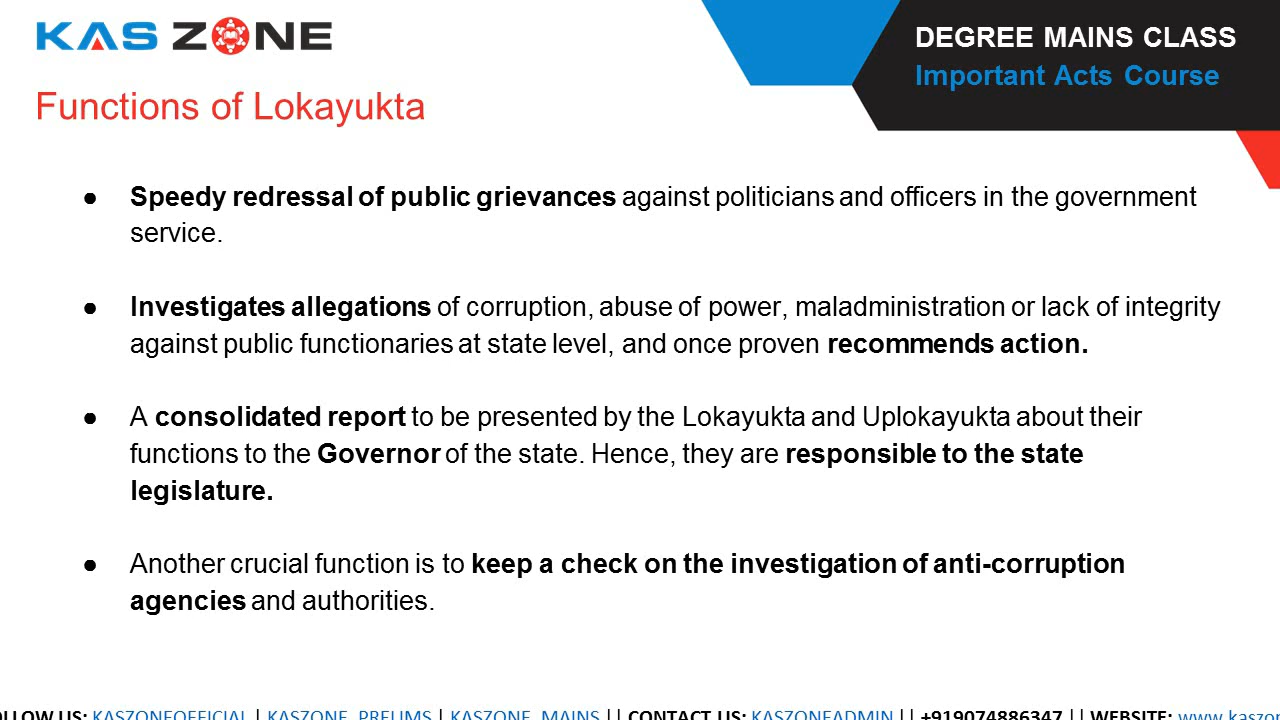 KAS ZONE
DEGREE MAINS CLASS
Important Acts Course
Functions of Lokayukta
● Speedy redressal of public grievances against politicians and officers in the government
service.
● Investigates allegations of corruption, abuse of power, maladministration or lack of integrity
against public functionaries at state level, and once proven recommends action.
● A consolidated report to be presented by the Lokayukta and Uplokayukta about their
functions to the Governor of the state. Hence, they are responsible to the state
legislature.
● Another crucial function is to keep a check on the investigation of anti-corruption
agencies and authorities.
US: KASZONEOFFICIAL | KASZONE_PRELIMS | KASZONE_MAINS || CONTACT US: KASZONEADMIN || +919074886347 || WEBSITE: